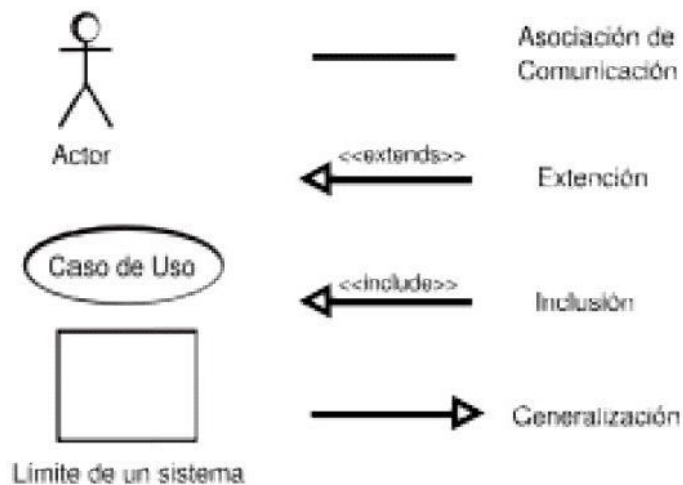 Actor
Caso de Uso
Límite de un sistema
Asociación de
Comunicación
<<extends>>
Extención
<<include>>
Inclusión
Generalización